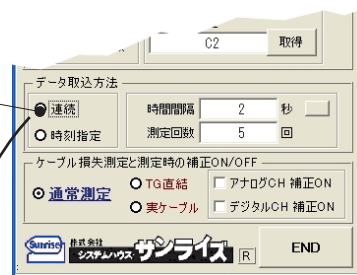 C2 取得
データ取込方法
連続 時間間隔 2 秒
時刻指定 測定回数 5 回
ケーブル損失測定と測定時の補正ON/OFF
通常測定 TG直結 アナログCH 補正ON
実ケーブル デジタルCH 補正ON
Sunrise 株式会社 システムハウス サンライズ R END